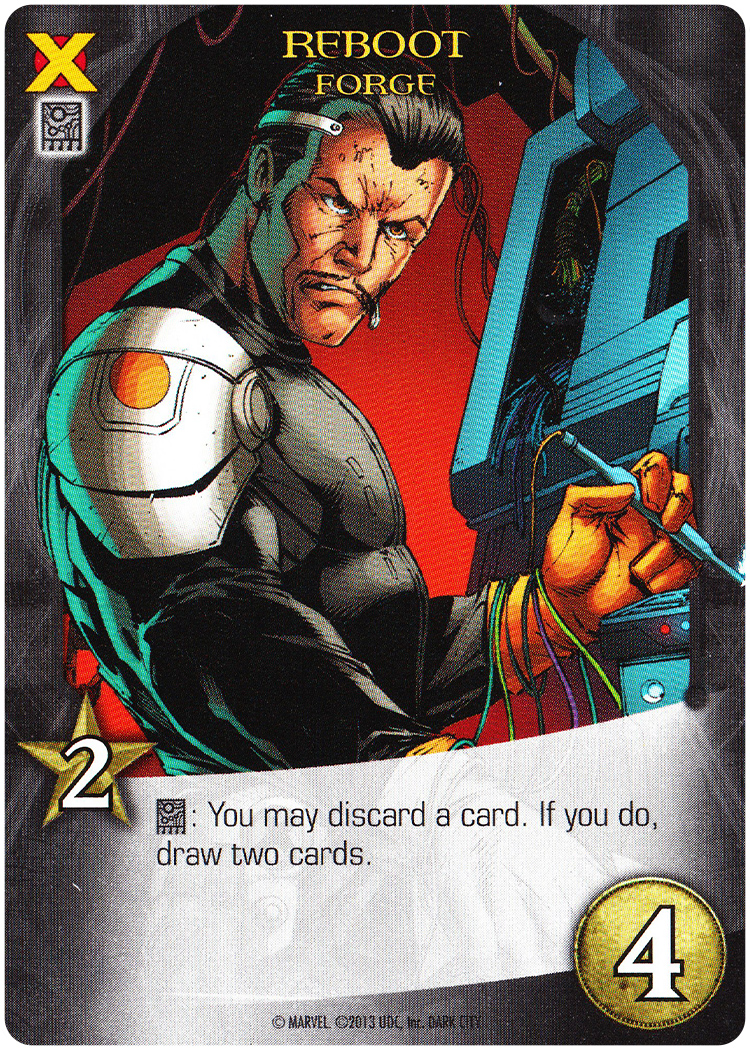 REBOOT
FORGE
2
: You may discard a card. If you do,
draw two cards.
4
© MARVEL ©2013 UDC, Inc. DARK CITY